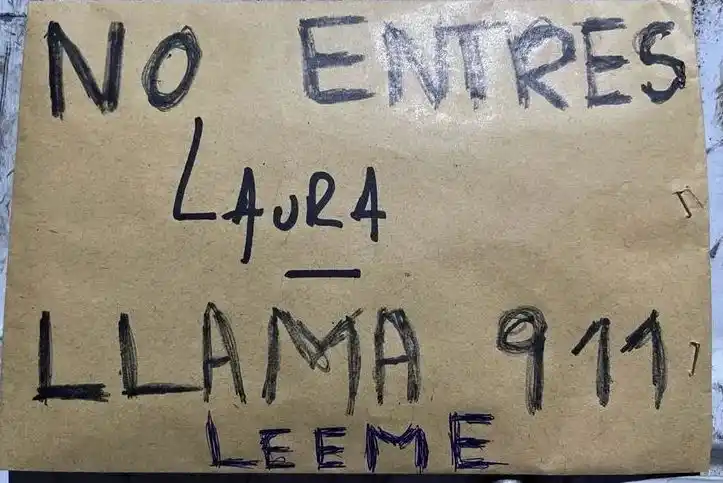 NO ENTRES
LAURA
LLAMA 911
LEEME